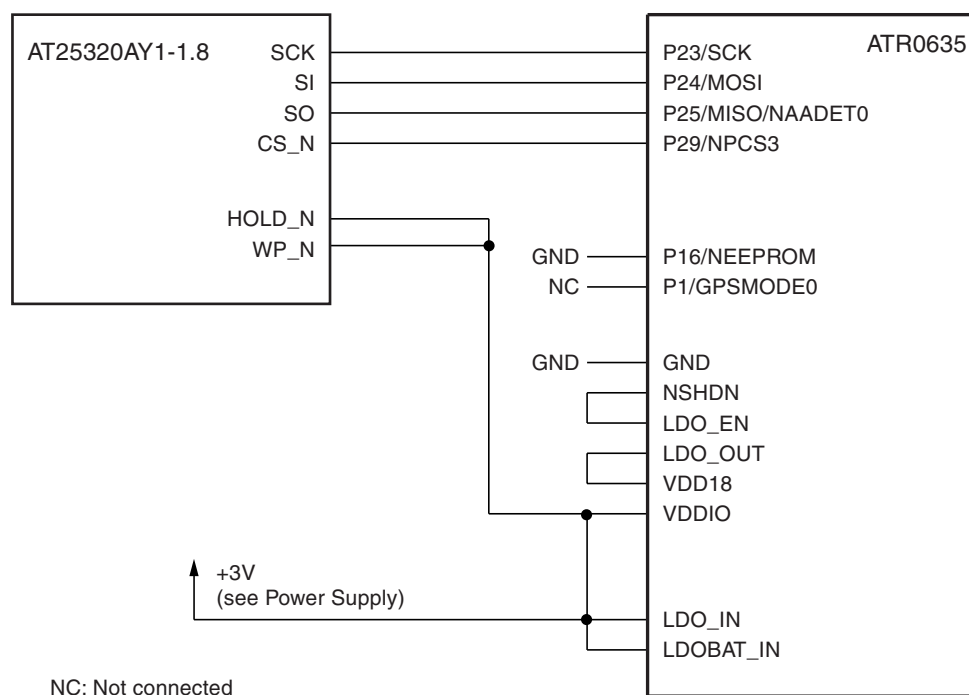 AT25320AY1-1.8
SCK
SI
SO
CS_N
HOLD_N
WP_N
ATR0635
P23/SCK
P24/MOSI
P25/MISO/NAADET0
P29/NPCS3
GND P16/NEEPROM
NC P1/GPSMODE0
GND GND
NSHDN
LDO_EN
LDO_OUT
VDD18
VDDIO
+3V
(see Power Supply)
LDO_IN
LDOBAT_IN
NC: Not connected